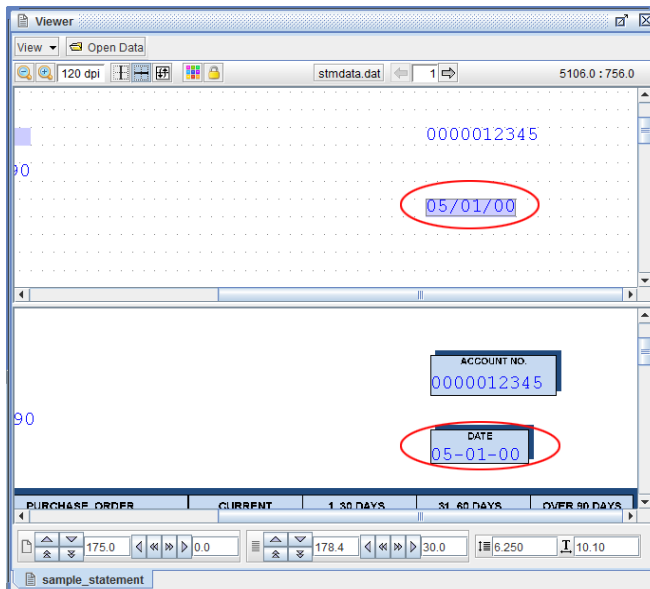 Viewer
View Open Data
120 dpi stmdata.dat 1 5106.0 : 756.0
0000012345
90
05/01/00
ACCOUNT NO.
0000012345
90
DATE
05-01-00
PURCHASE ORDER CURRENT 1 30 DAYS 31 60 DAYS OVER 90 DAYS
175.0 0.0 178.4 30.0 6.250 T 10.10
sample_statement